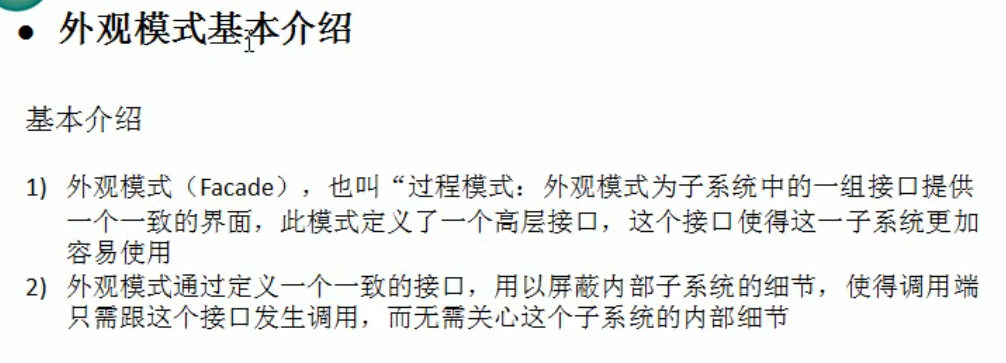 • 外观模式基本介绍
基本介绍
1) 外观模式（Facade），也叫“过程模式：外观模式为子系统中的一组接口提供
一个一致的界面，此模式定义了一个高层接口，这个接口使得这一子系统更加
容易使用
2) 外观模式通过定义一个一致的接口，用以屏蔽内部子系统的细节，使得调用端
只需跟这个接口发生调用，而无需关心这个子系统的内部细节